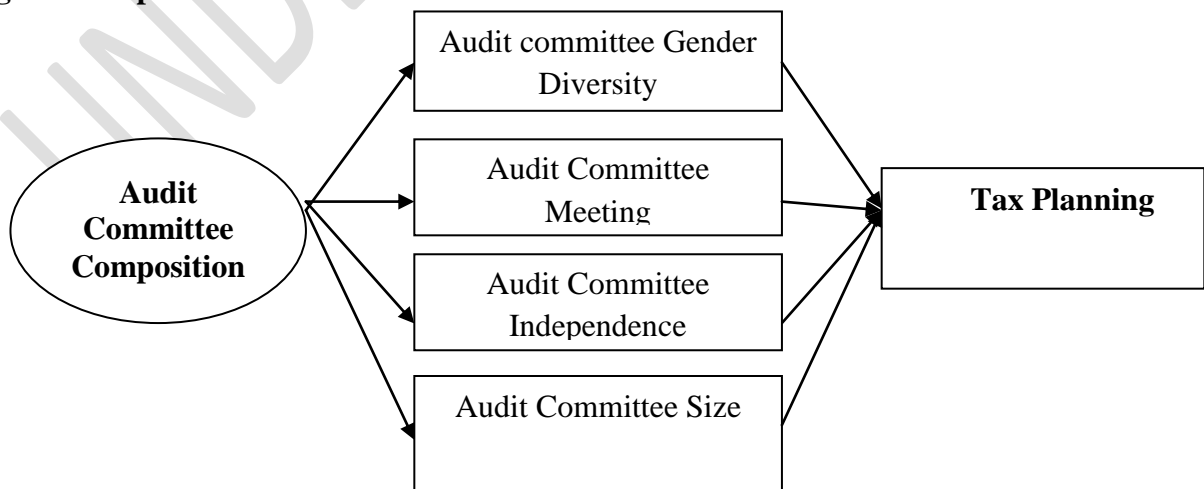 Audit committee Gender
Diversity
Audit Committee
Meeting
Audit
Committee
Composition
Tax Planning
Audit Committee
Independence
Audit Committee Size